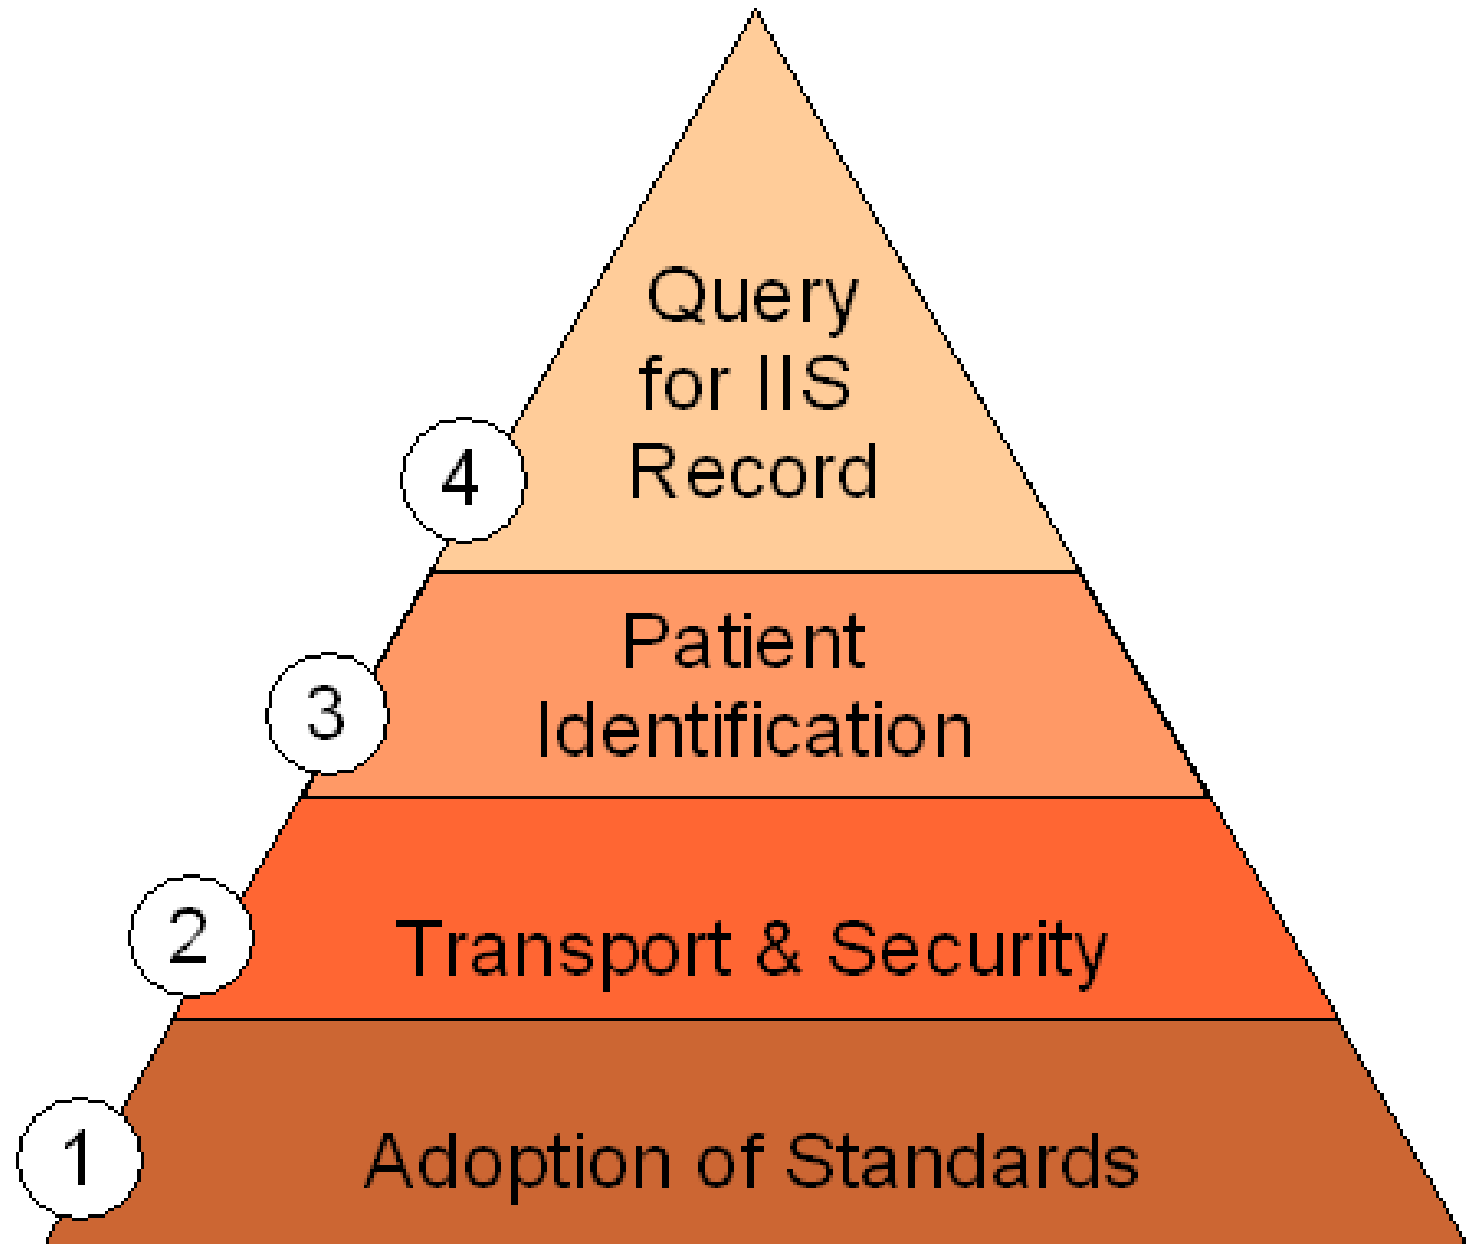 Query
for IIS
Record
4
Patient
Identification
3
Transport & Security
2
Adoption of Standards
1